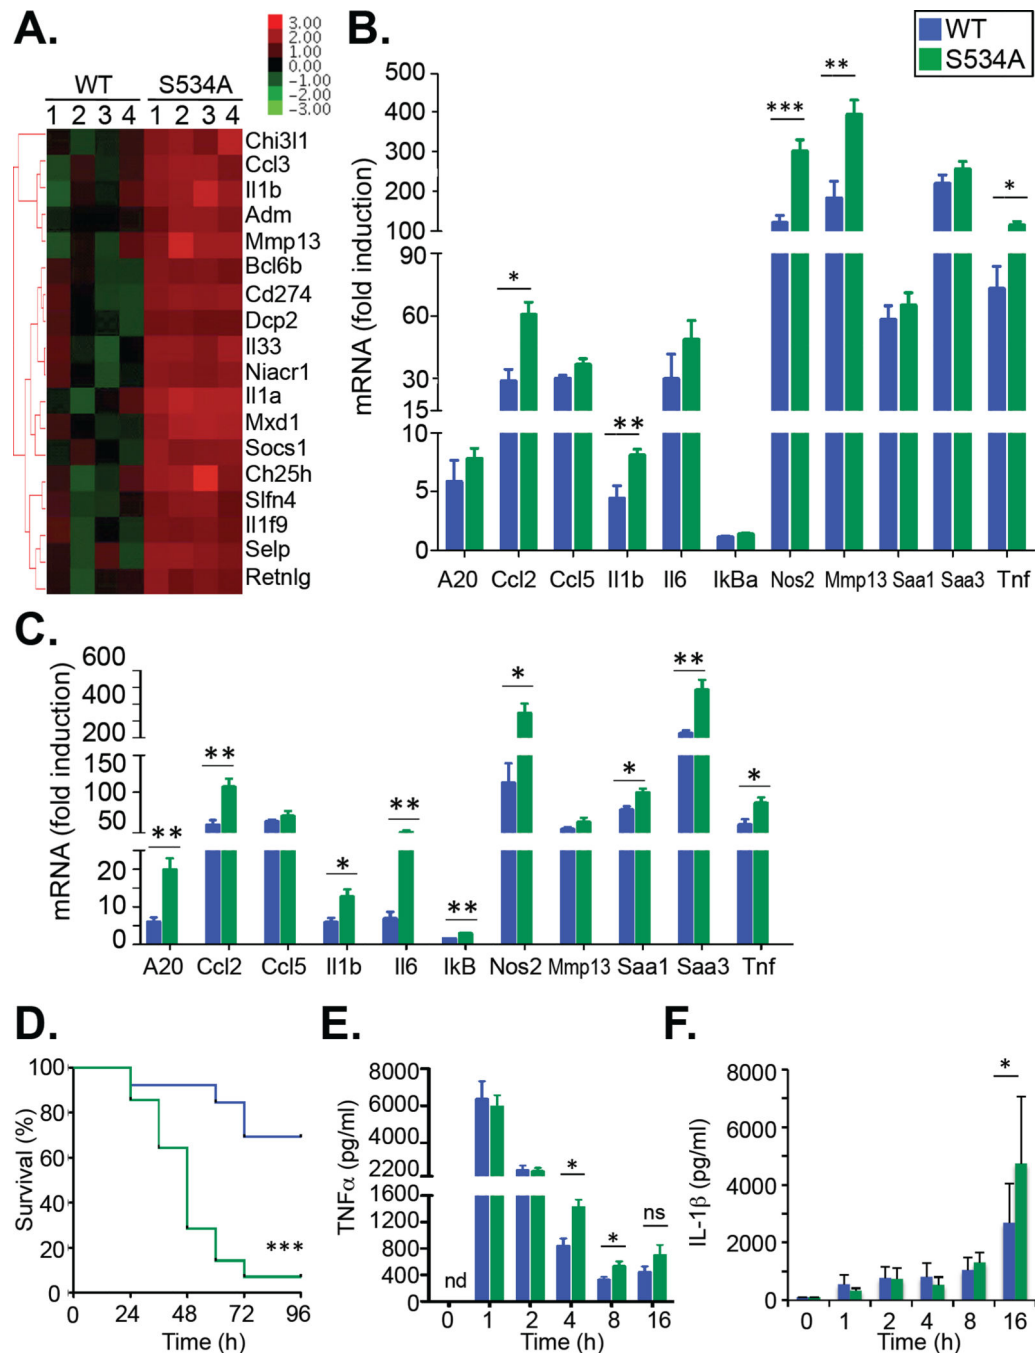 A.
3.00
2.00
1.00
0.00
-1.00
-2.00
-3.00
WT S534A
1 2 3 4 1 2 3 4
Chi3l1
Ccl3
Il1b
Adm
Mmp13
Bcl6b
Cd274
Dcp2
Il33
Niacr1
Il1a
Mxd1
Socs1
Ch25h
Slfn4
Il1f9
Selp
Retnlg
B.
WT
S534A
mRNA (fold induction)
500
400
300
200
100
90
60
30
15
10
5
0
* ** *** ** *
A20 Ccl2 Ccl5 Il1b Il6 IkBa Nos2 Mmp13 Saa1 Saa3 Tnf
C.
mRNA (fold induction)
600
400
200
150
100
50
20
10
0
** ** * ** ** * * ** *
A20 Ccl2 Ccl5 Il1b Il6 IkB Nos2 Mmp13 Saa1 Saa3 Tnf
D.
Survival (%)
100
80
60
40
20
0
***
0 24 48 72 96
Time (h)
E.
TNFα (pg/ml)
8000
6000
4000
2200
1600
1200
800
400
0
nd * * ns
0 1 2 4 8 16
Time (h)
F.
IL-1β (pg/ml)
8000
6000
4000
2000
0
*
0 1 2 4 8 16
Time (h)